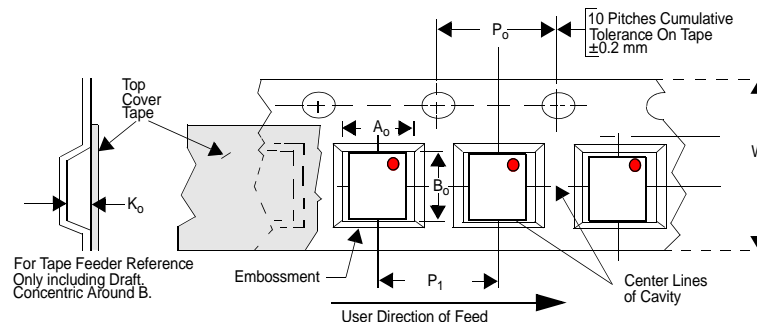 10 Pitches Cumulative
Tolerance On Tape
±0.2 mm
Po
Top
Cover
Tape
Ao
W
Bo
Ko
For Tape Feeder Reference
Only including Draft.
Concentric Around B.
Embossment
P1
Center Lines
of Cavity
User Direction of Feed